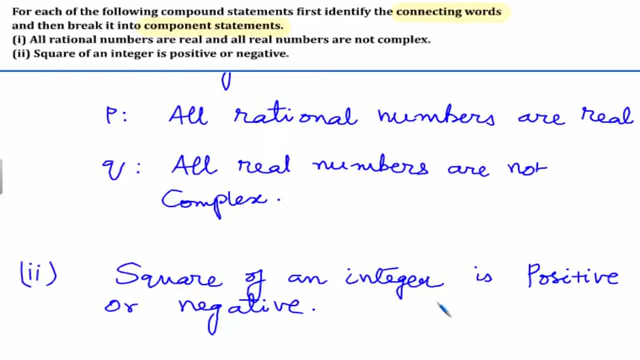 For each of the following compound statements first identify the connecting words
and then break it into component statements.
(i) All rational numbers are real and all real numbers are not complex.
(ii) Square of an integer is positive or negative.
p: All rational numbers are real
q: All real numbers are not
Complex.
(ii) Square of an integer is Positive
or negative.